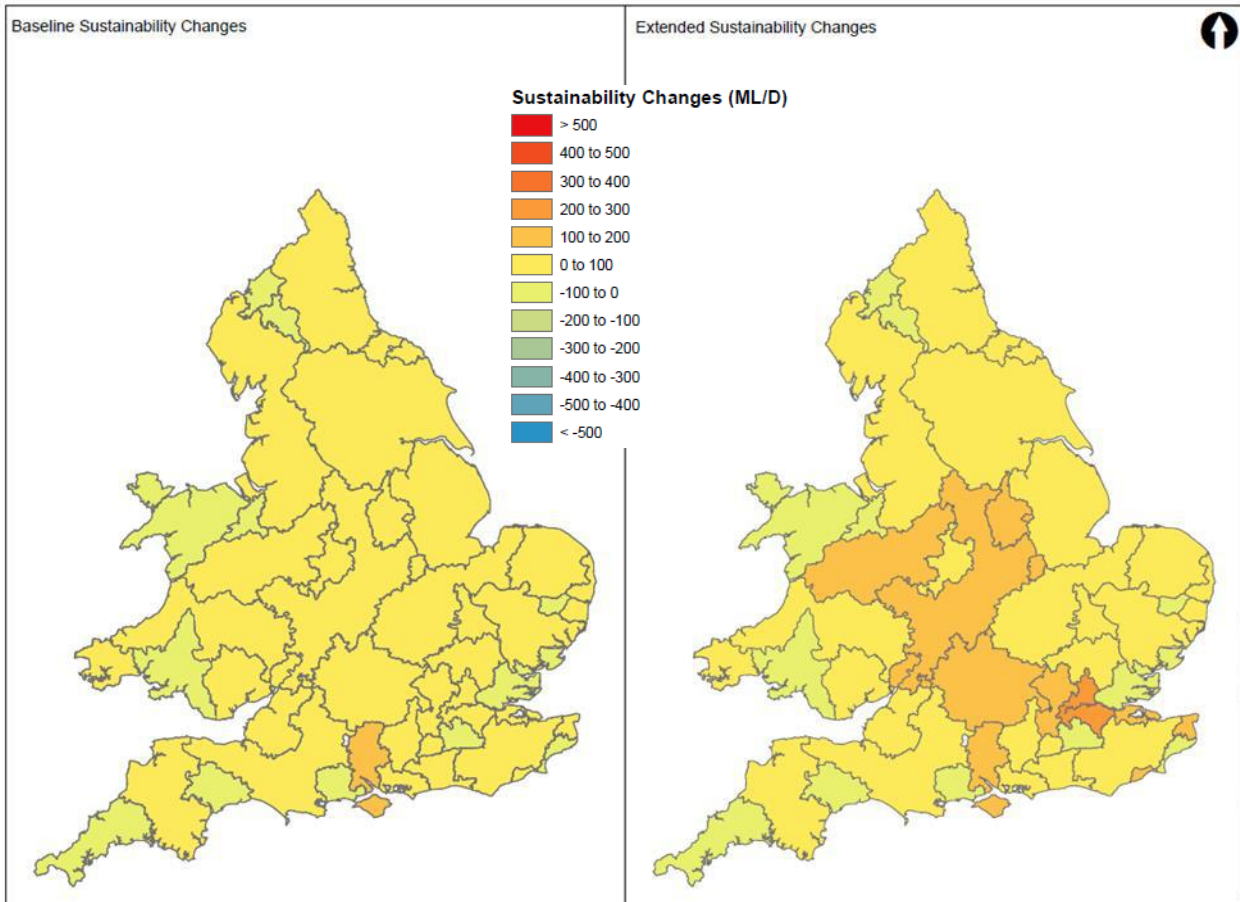 Baseline Sustainability Changes
Extended Sustainability Changes
Sustainability Changes (ML/D)
> 500
400 to 500
300 to 400
200 to 300
100 to 200
0 to 100
-100 to 0
-200 to -100
-300 to -200
-400 to -300
-500 to -400
< -500